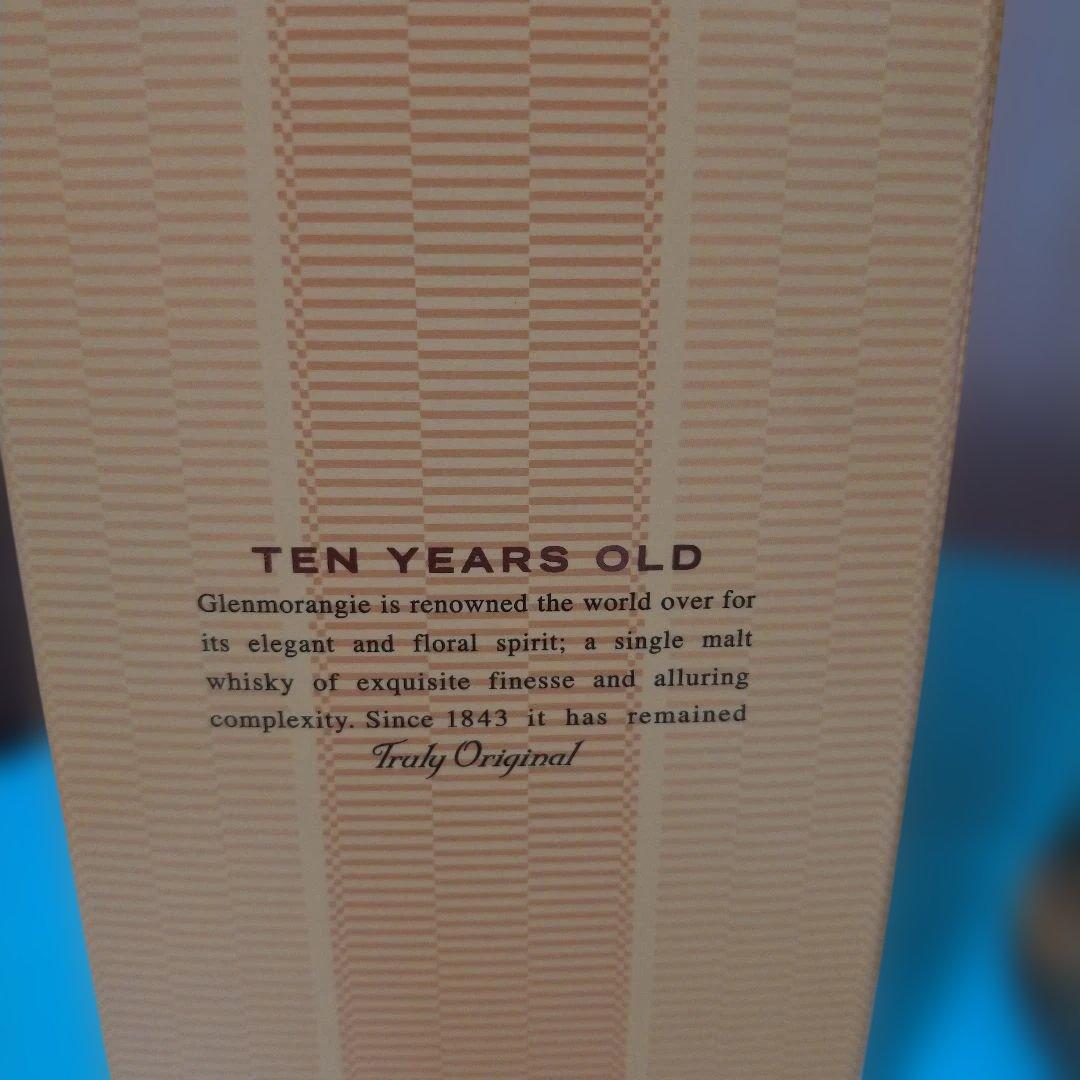 TEN YEARS OLD
Glenmorangie is renowned the world over for
its elegant and floral spirit; a single malt
whisky of exquisite finesse and alluring
complexity. Since 1843 it has remained
Truly Original